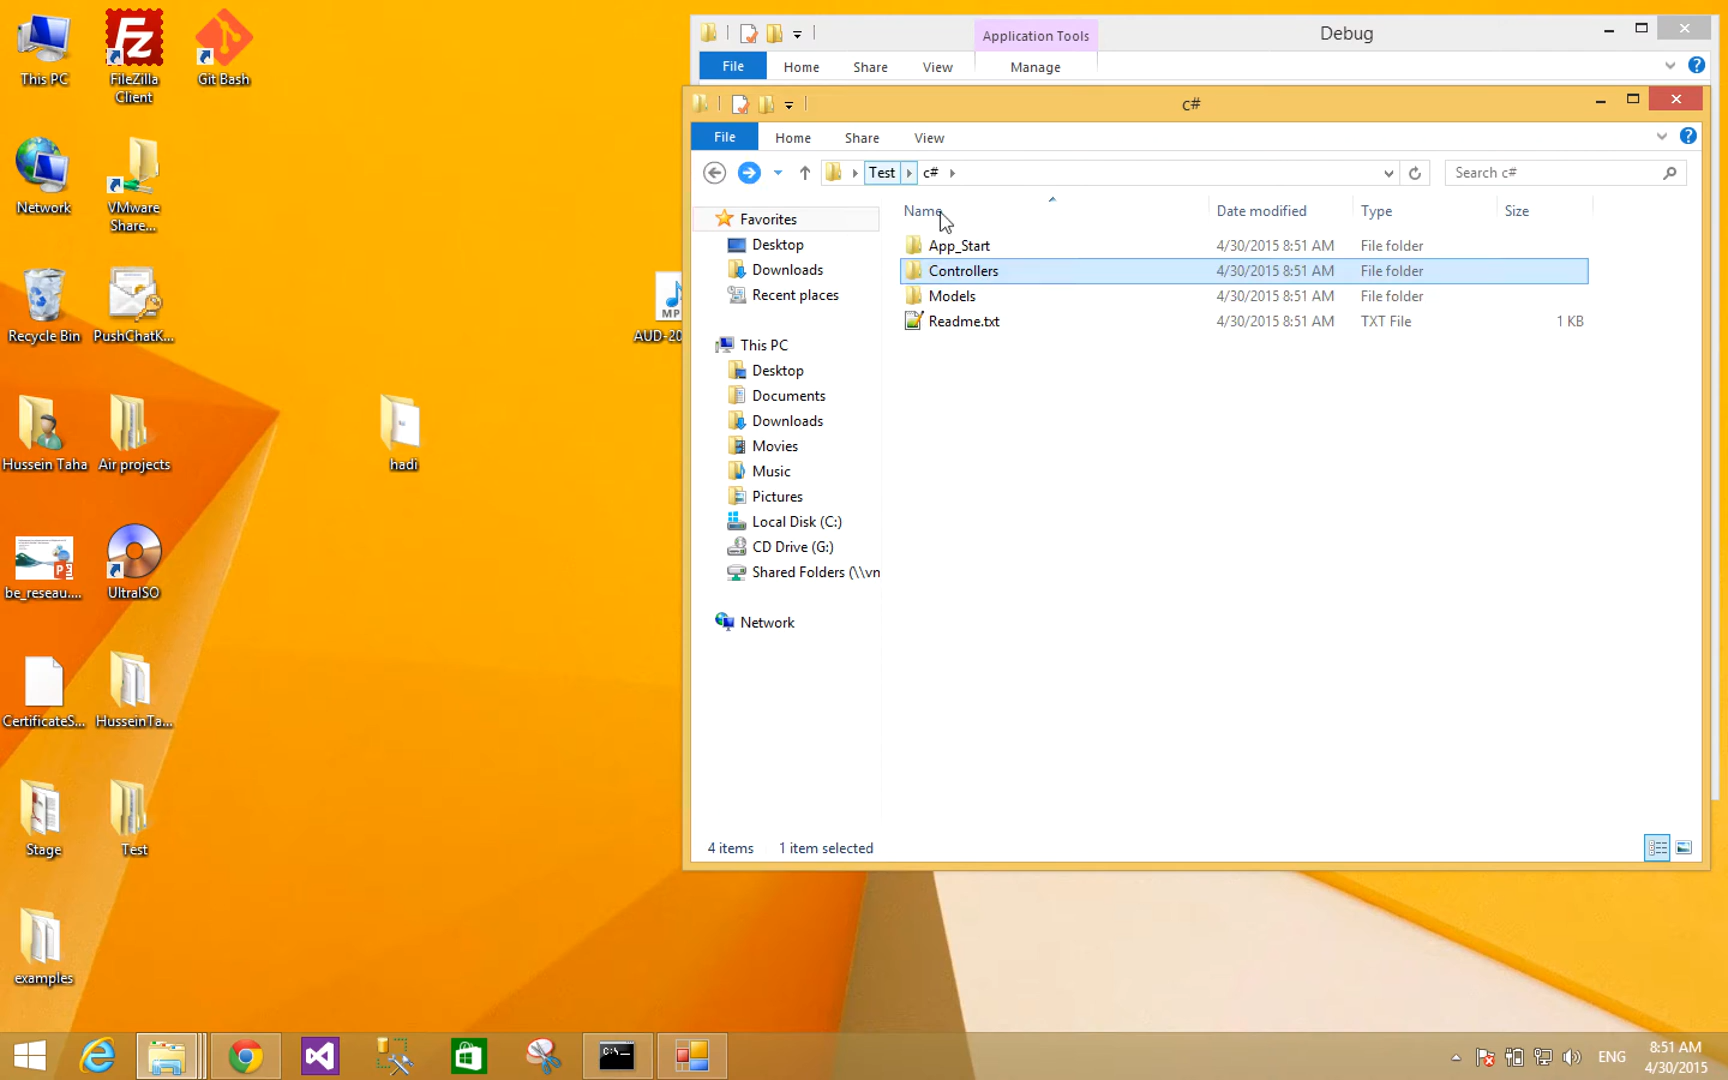 This PC
FileZilla
Client
Git Bash
Network
VMware
Share...
Recycle Bin
PushChatK...
Hussein Taha
Air projects
be_reseau....
UltraISO
CertificateS...
HusseinTa...
Stage
Test
examples
hadi
MP
AUD-20
Application Tools
Debug
File
Home
Share
View
Manage
c#
File
Home
Share
View
Test
c#
Search c#
Favorites
Desktop
Downloads
Recent places
This PC
Desktop
Documents
Downloads
Movies
Music
Pictures
Local Disk (C:)
CD Drive (G:)
Shared Folders (\\vn
Network
Name
Date modified
Type
Size
App_Start 4/30/2015 8:51 AM File folder
Controllers 4/30/2015 8:51 AM File folder
Models 4/30/2015 8:51 AM File folder
Readme.txt 4/30/2015 8:51 AM TXT File 1 KB
4 items 1 item selected
C:\
ENG
8:51 AM
4/30/2015